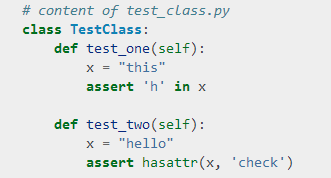 # content of test_class.py
class TestClass:
    def test_one(self):
        x = "this"
        assert 'h' in x

    def test_two(self):
        x = "hello"
        assert hasattr(x, 'check')